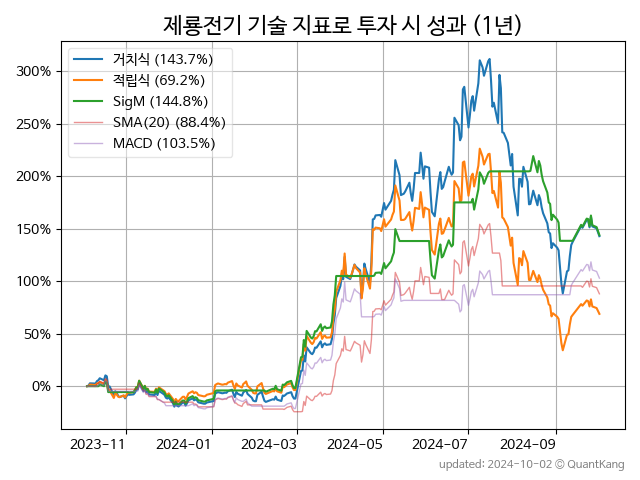 제룡전기 기술 지표로 투자 시 성과 (1년)
거치식 (143.7%)
적립식 (69.2%)
SigM (144.8%)
SMA(20) (88.4%)
MACD (103.5%)
300%
250%
200%
150%
100%
50%
0%
2023-11 2024-01 2024-03 2024-05 2024-07 2024-09
updated: 2024-10-02 © QuantKang